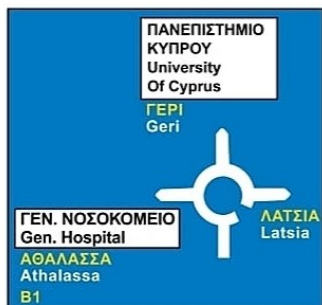 ΠΑΝΕΠΙΣΤΗΜΙΟ
ΚΥΠΡΟΥ
University
Of Cyprus
ΓΕΡΙ
Geri
ΓΕΝ. ΝΟΣΟΚΟΜΕΙΟ
Gen. Hospital
ΑΘΑΛΑΣΣΑ
Athalassa
B1
ΛΑΤΣΙΑ
Latsia